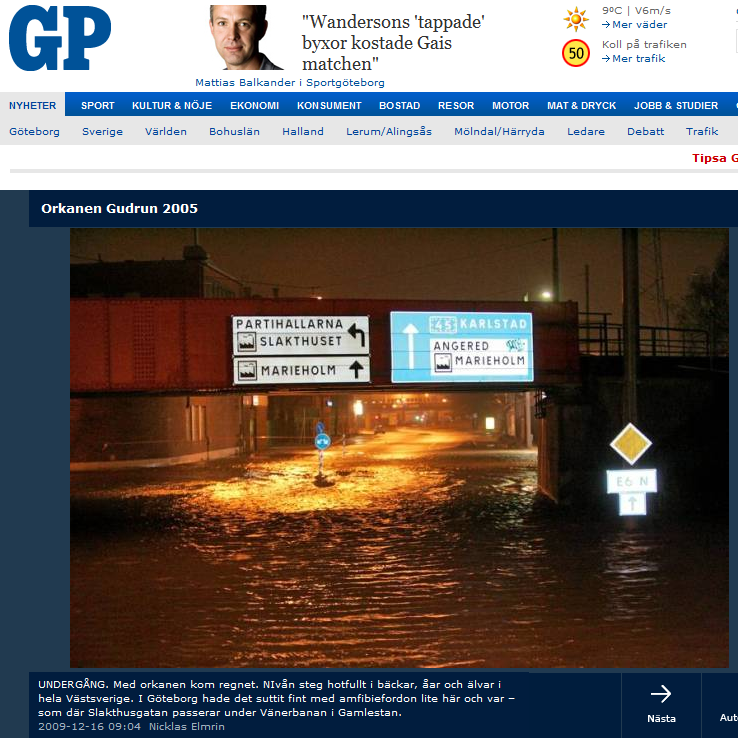 GP
"Wandersons 'tappade'
byxor kostade Gais
matchen"
Mattias Balkander i Sportgöteborg
9°C | V6m/s
Mer väder
50
Koll på trafiken
Mer trafik
NYHETER SPORT KULTUR & NÖJE EKONOMI KONSUMENT BOSTAD RESOR MOTOR MAT & DRYCK JOBB & STUDIER
Göteborg Sverige Världen Bohuslän Halland Lerum/Alingsås Mölndal/Härryda Ledare Debatt Trafik
Tipsa G
Orkanen Gudrun 2005
PARTIHALLARNA
SLAKTHUSET
MARIEHOLM
45 KARLSTAD
ANGERED
MARIEHOLM
E6 N
UNDERGÅNG. Med orkanen kom regnet. NIvån steg hotfullt i bäckar, åar och älvar i
hela Västsverige. I Göteborg hade det suttit fint med amfibiefordon lite här och var –
som där Slakthusgatan passerar under Vänerbanan i Gamlestan.
2009-12-16 09:04 Nicklas Elmrin
Nästa
Aut